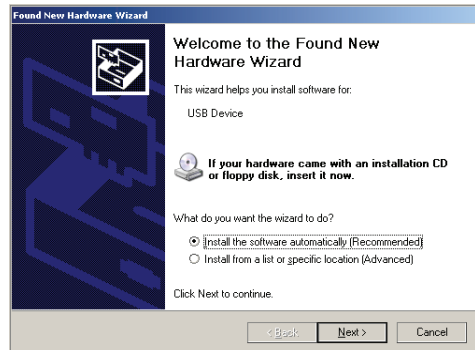 Found New Hardware Wizard
Welcome to the Found New
Hardware Wizard
This wizard helps you install software for:
USB Device
If your hardware came with an installation CD
or floppy disk, insert it now.
What do you want the wizard to do?
Install the software automatically (Recommended)
Install from a list or specific location (Advanced)
Click Next to continue.
< Back Next > Cancel